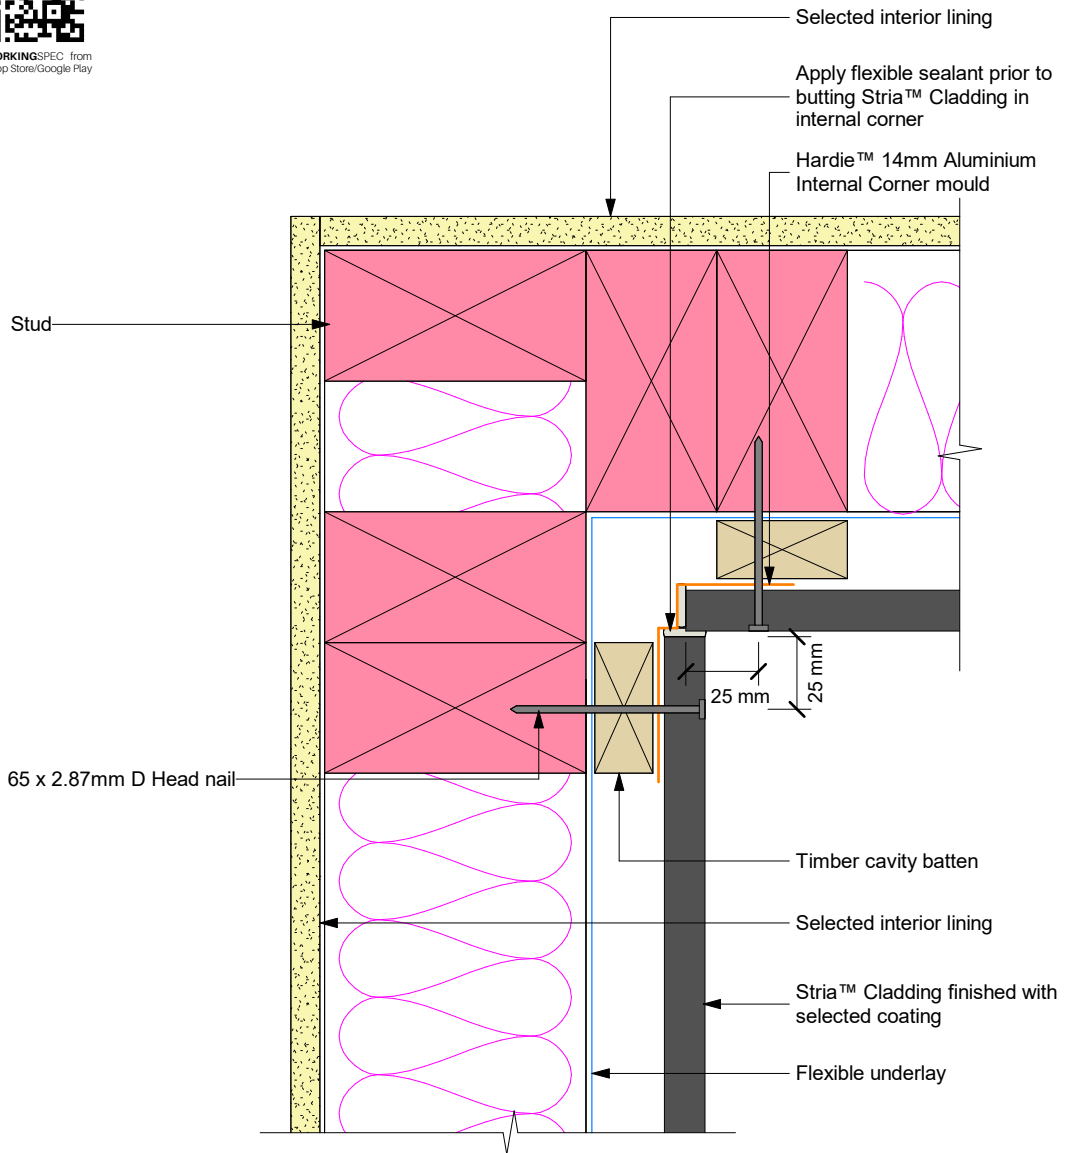 SPEC from
Store/Google Play
Selected interior lining
Apply flexible sealant prior to
butting Stria™ Cladding in
internal corner
Hardie™ 14mm Aluminium
Internal Corner mould
Stud
25 mm
25 mm
65 x 2.87mm D Head nail
Timber cavity batten
Selected interior lining
Stria™ Cladding finished with
selected coating
Flexible underlay